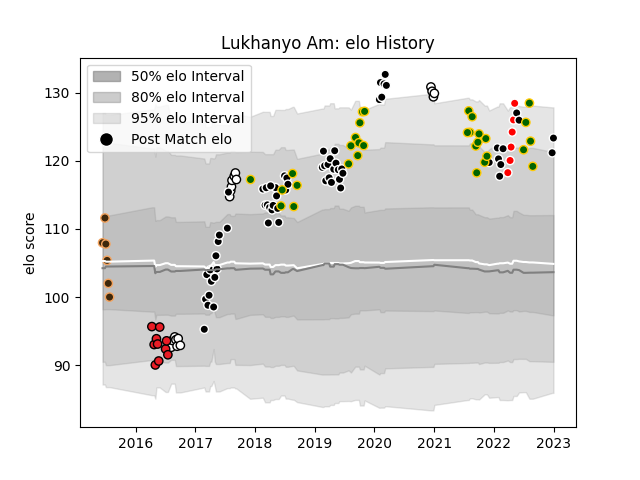 Lukhanyo Am: elo History
50% elo Interval
80% elo Interval
95% elo Interval
Post Match elo
elo score
130
120
110
100
90
2016
2017
2018
2019
2020
2021
2022
2023